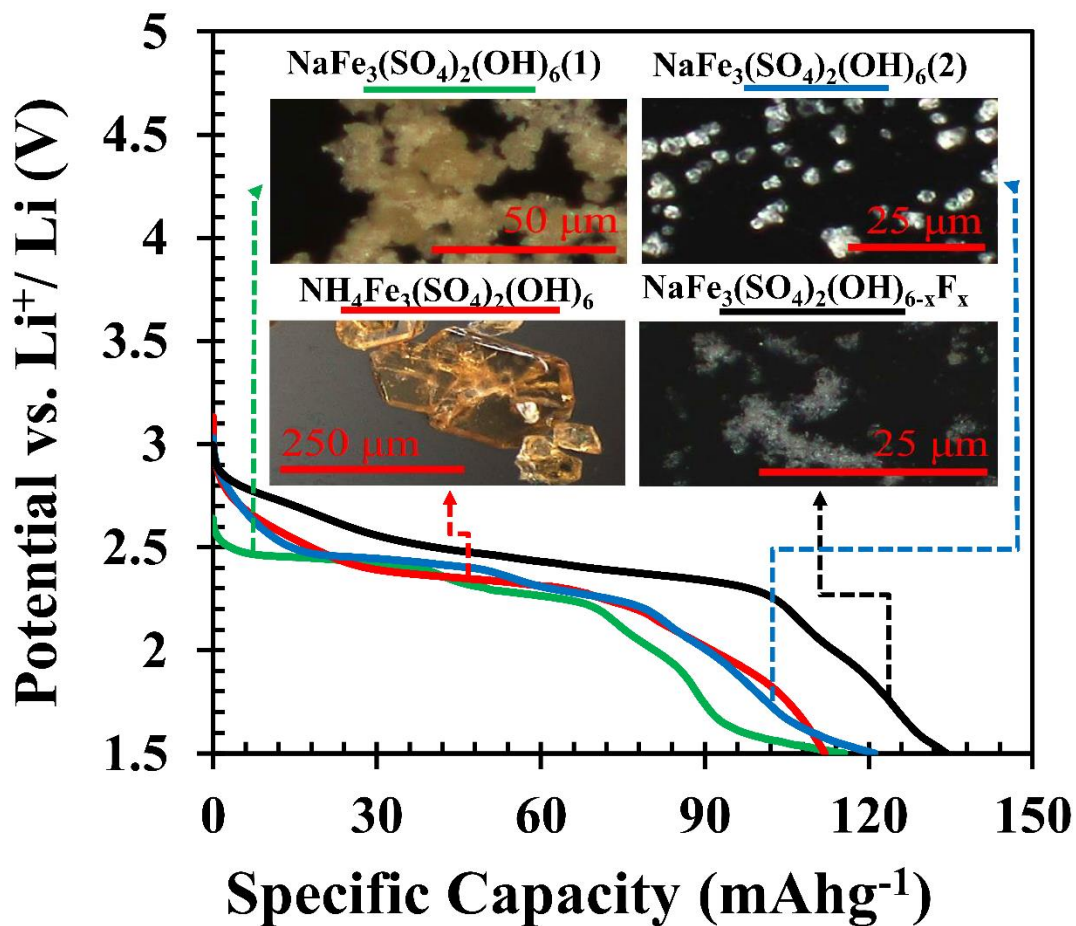 Potential vs. Li⁺/ Li (V)
5
4.5
4
3.5
3
2.5
2
1.5
NaFe₃(SO₄)₂(OH)₆(1)
NaFe₃(SO₄)₂(OH)₆(2)
50 μm
25 μm
NH₄Fe₃(SO₄)₂(OH)₆
NaFe₃(SO₄)₂(OH)₆₋ₓFₓ
250 μm
25 μm
0
30
60
90
120
150
Specific Capacity (mAhg⁻¹)